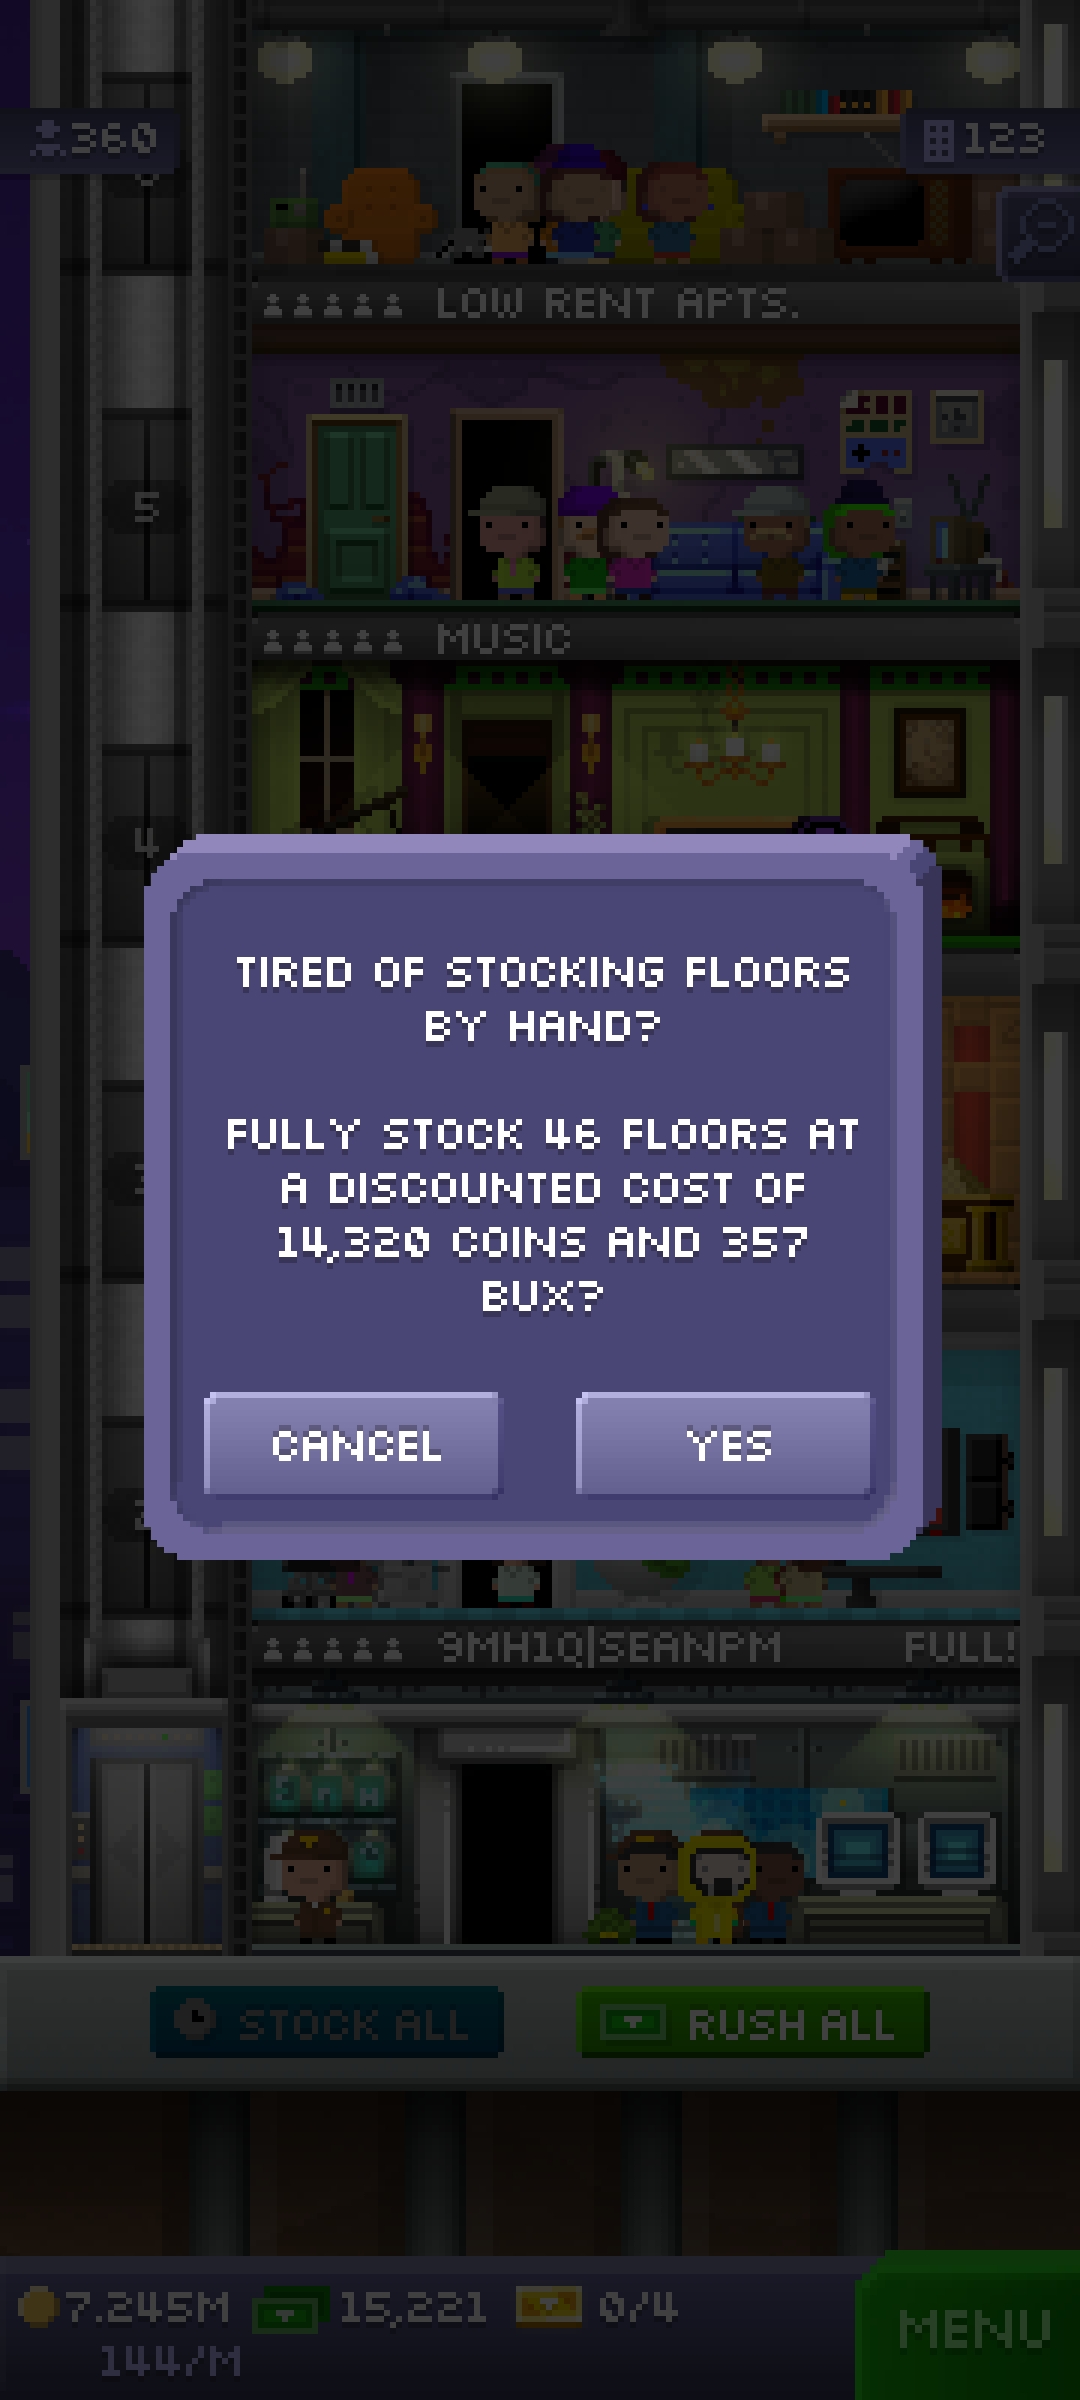 360
123
LOW RENT APTS.
5
MUSIC
4
TIRED OF STOCKING FLOORS
BY HAND?
FULLY STOCK 46 FLOORS AT
A DISCOUNTED COST OF
14,320 COINS AND 357
BUX?
CANCEL
YES
9MH1Q|SEANPM
FULL!
STOCK ALL
RUSH ALL
7.245M
15,221
0/4
144/M
MENU